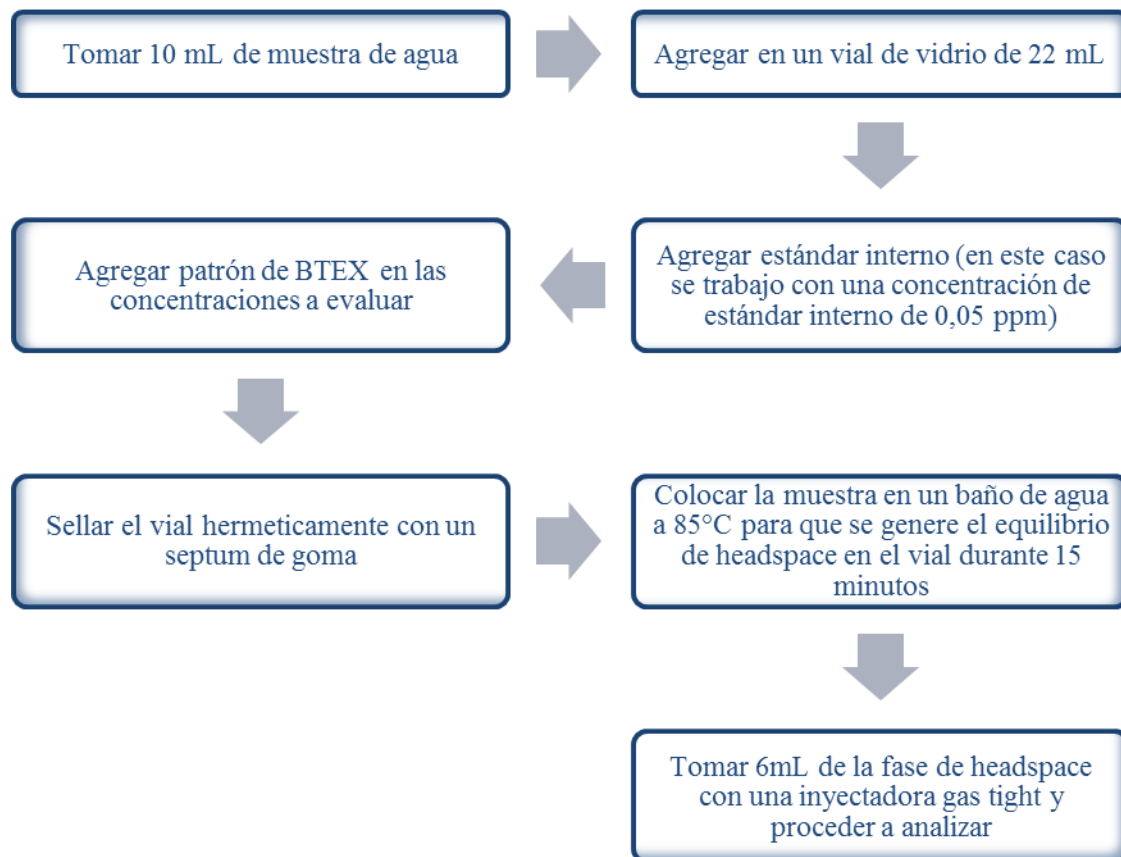 Tomar 10 mL de muestra de agua
Agregar en un vial de vidrio de 22 mL
Agregar estándar interno (en este caso
se trabajo con una concentración de
estándar interno de 0,05 ppm)
Agregar patrón de BTEX en las
concentraciones a evaluar
Sellar el vial hermeticamente con un
septum de goma
Colocar la muestra en un baño de agua
a 85°C para que se genere el equilibrio
de headspace en el vial durante 15
minutos
Tomar 6mL de la fase de headspace
con una inyectadora gas tight y
proceder a analizar